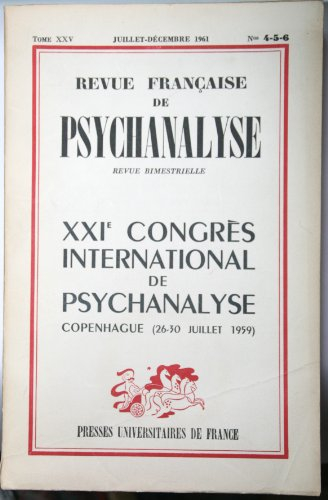 TOME XXV JUILLET-DÉCEMBRE 1961 Nos 4-5-6
REVUE FRANÇAISE
DE
PSYCHANALYSE
REVUE BIMESTRIELLE
XXIE CONGRÈS
INTERNATIONAL
DE
PSYCHANALYSE
COPENHAGUE (26-30 JUILLET 1959)
PRESSES UNIVERSITAIRES DE FRANCE